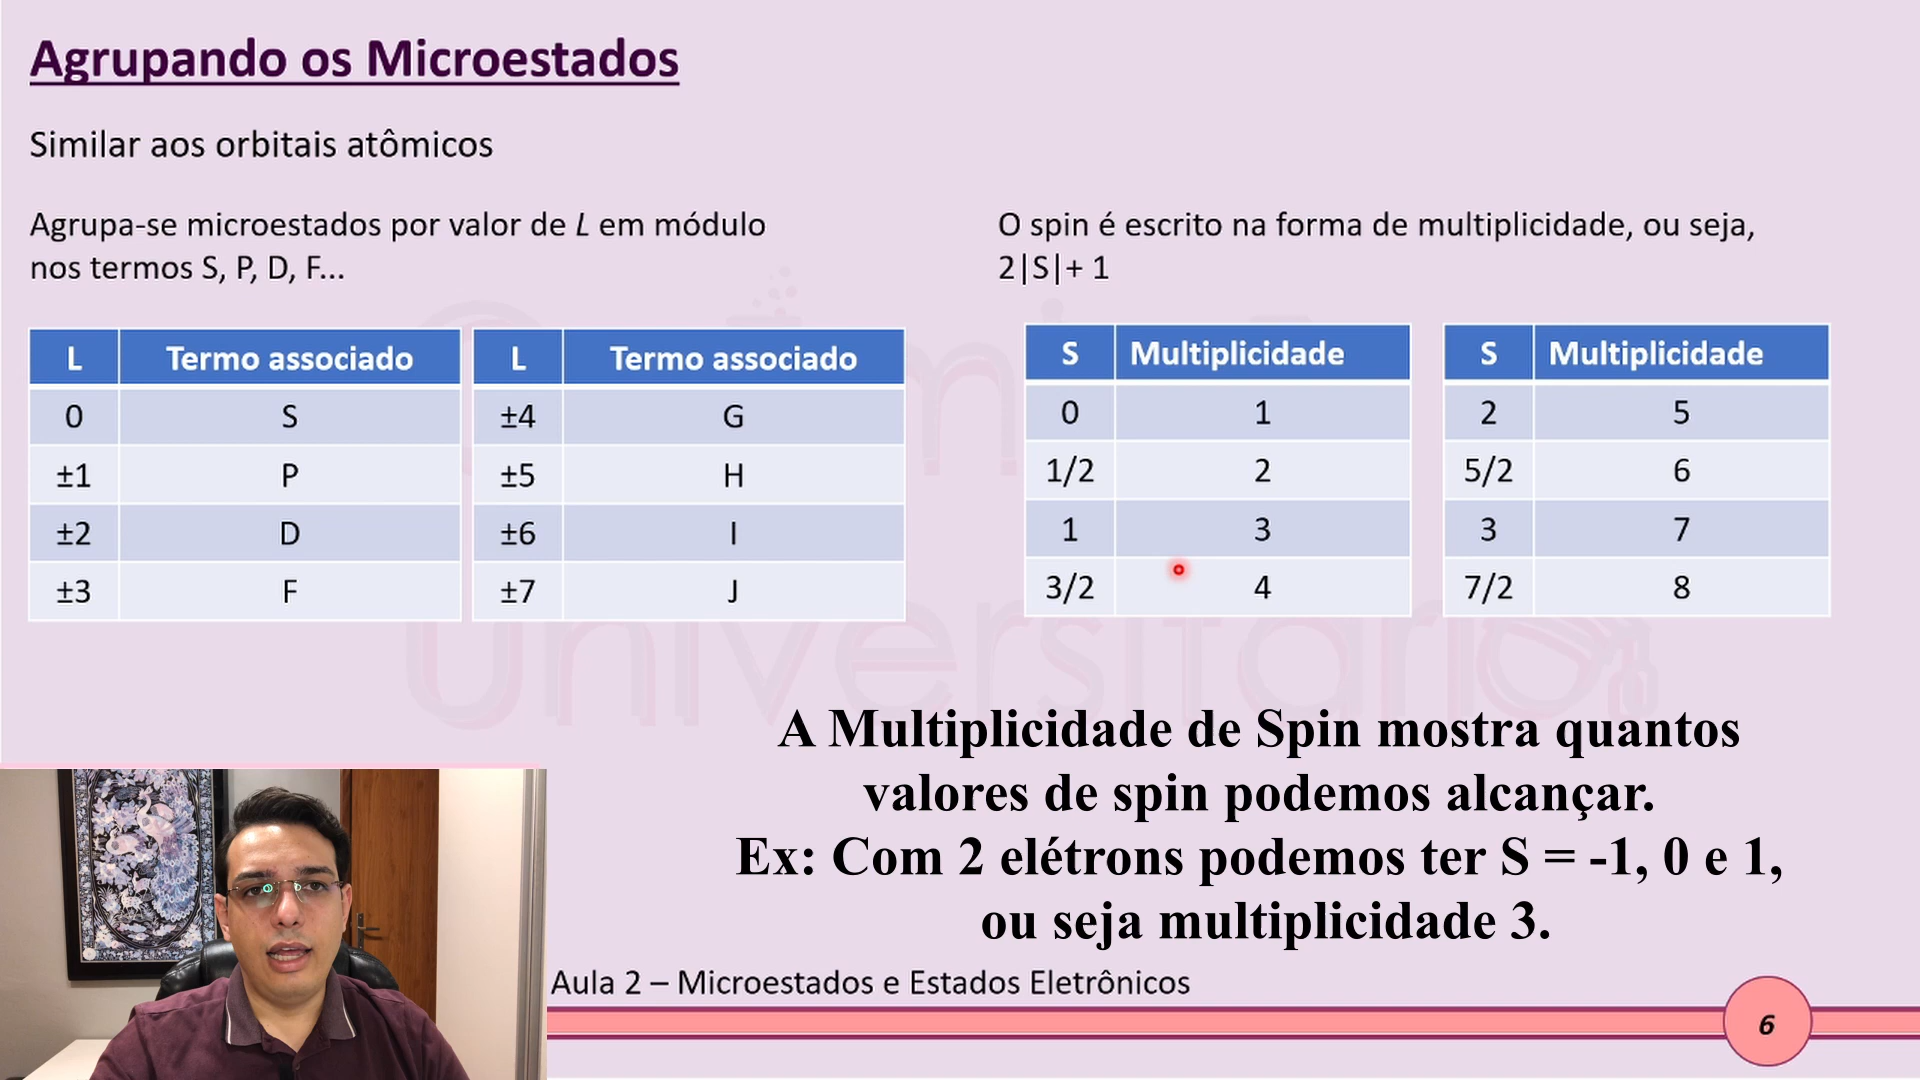 Agrupando os Microestados
Similar aos orbitais atômicos
Agrupa-se microestados por valor de L em módulo
nos termos S, P, D, F...
L Termo associado
0 S
±1 P
±2 D
±3 F
L Termo associado
±4 G
±5 H
±6 I
±7 J
O spin é escrito na forma de multiplicidade, ou seja,
2|S|+ 1
S Multiplicidade
0 1
1/2 2
1 3
3/2 4
S Multiplicidade
2 5
5/2 6
3 7
7/2 8
universitário
A Multiplicidade de Spin mostra quantos
valores de spin podemos alcançar.
Ex: Com 2 elétrons podemos ter S = -1, 0 e 1,
ou seja multiplicidade 3.
Aula 2 – Microestados e Estados Eletrônicos
6